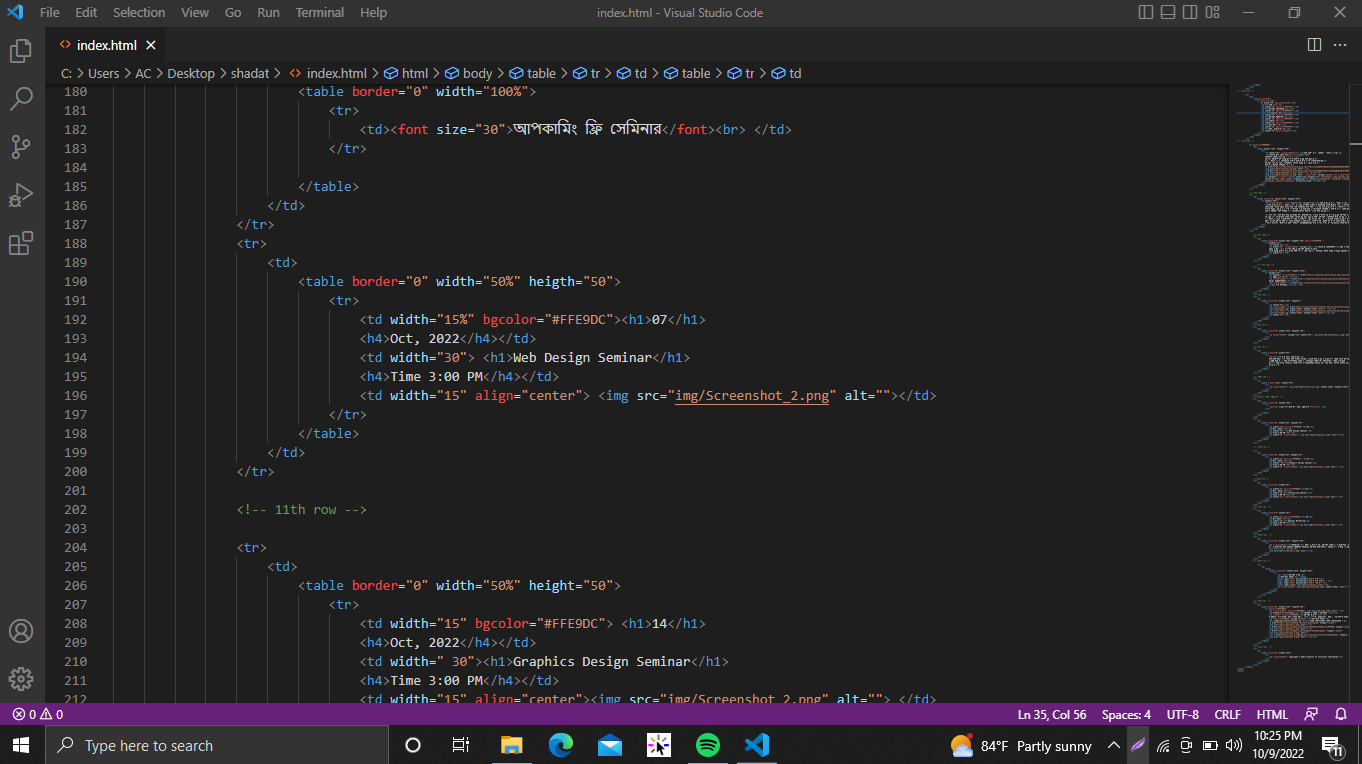 File Edit Selection View Go Run Terminal Help index.html - Visual Studio Code
index.html
C: > Users > AC > Desktop > shadat > index.html > html > body > table > tr > td > table > tr > td
180 <table border="0" width="100%">
181 <tr>
182 <td><font size="30">আপকামিং ফ্রি সেমিনার</font><br> </td>
183 </tr>
184
185 </table>
186 </td>
187 </tr>
188 <tr>
189 <td>
190 <table border="0" width="50%" heigth="50">
191 <tr>
192 <td width="15%" bgcolor="#FFE9DC"><h1>07</h1>
193 <h4>Oct, 2022</h4></td>
194 <td width="30"> <h1>Web Design Seminar</h1>
195 <h4>Time 3:00 PM</h4></td>
196 <td width="15" align="center"> <img src="img/Screenshot_2.png" alt=""></td>
197 </tr>
198 </table>
199 </td>
200 </tr>
201
202 <!-- 11th row -->
203
204 <tr>
205 <td>
206 <table border="0" width="50%" height="50">
207 <tr>
208 <td width="15" bgcolor="#FFE9DC"> <h1>14</h1>
209 <h4>Oct, 2022</h4></td>
210 <td width=" 30"><h1>Graphics Design Seminar</h1>
211 <h4>Time 3:00 PM</h4></td>
212 <td width="15" align="center"><img src="img/Screenshot_2.png" alt=""> </td>
0 0 Ln 35, Col 56 Spaces: 4 UTF-8 CRLF HTML
Type here to search 84°F Partly sunny 10:25 PM
10/9/2022 11